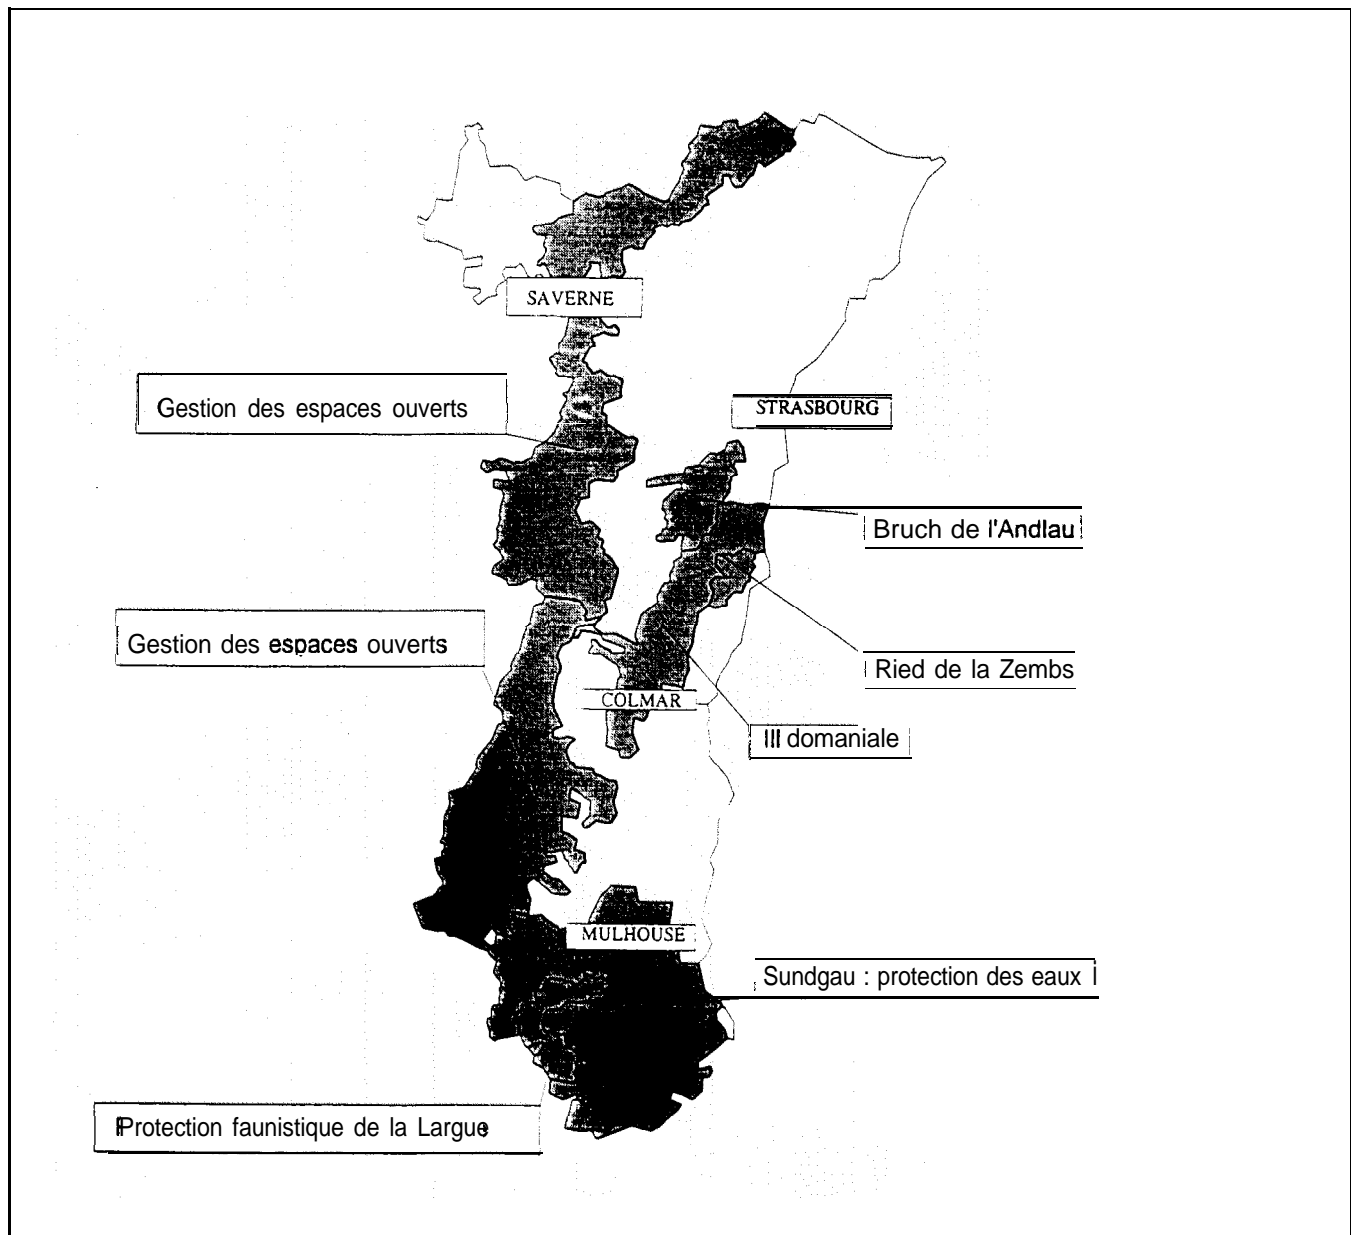 SAVERNE
Gestion des espaces ouverts
STRASBOURG
Bruch de l'Andlau
Gestion des espaces ouverts
Ried de la Zembs
COLMAR
Ill domaniale
MULHOUSE
Sundgau : protection des eaux
Protection faunistique de la Largue